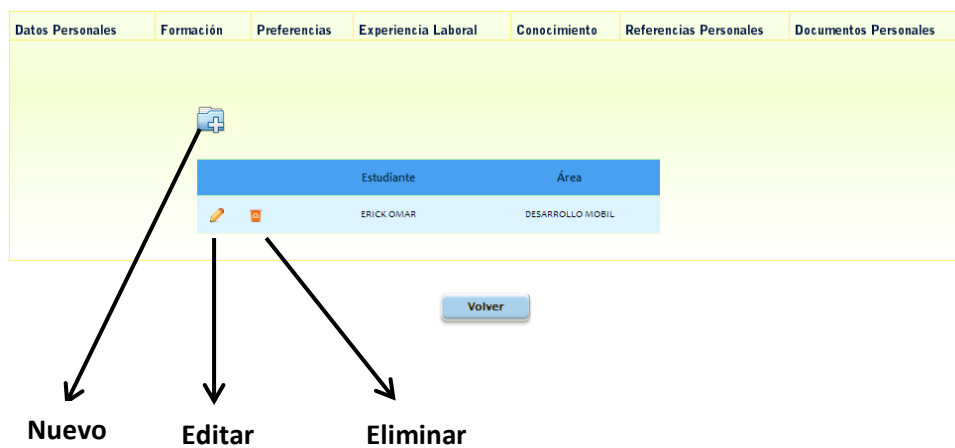 Datos Personales Formación Preferencias Experiencia Laboral Conocimiento Referencias Personales Documentos Personales
Estudiante Área
ERICK OMAR DESARROLLO MOBIL
Volver
Nuevo Editar Eliminar